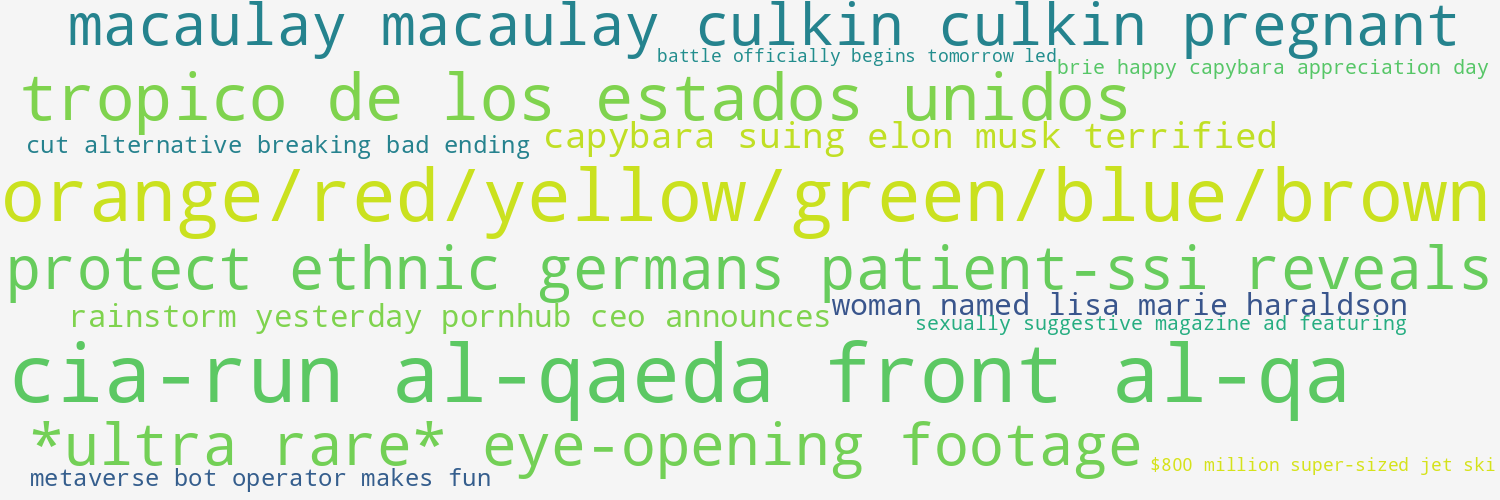 macaulay macaulay culkin culkin pregnant
battle officially begins tomorrow led
brie happy capybara appreciation day
tropico de los estados unidos
capybara suing elon musk terrified
cut alternative breaking bad ending
orange/red/yellow/green/blue/brown
protect ethnic germans patient-ssi reveals
woman named lisa marie haraldson
rainstorm yesterday pornhub ceo announces
sexually suggestive magazine ad featuring
cia-run al-qaeda front al-qa
*ultra rare* eye-opening footage
$800 million super-sized jet ski
metaverse bot operator makes fun